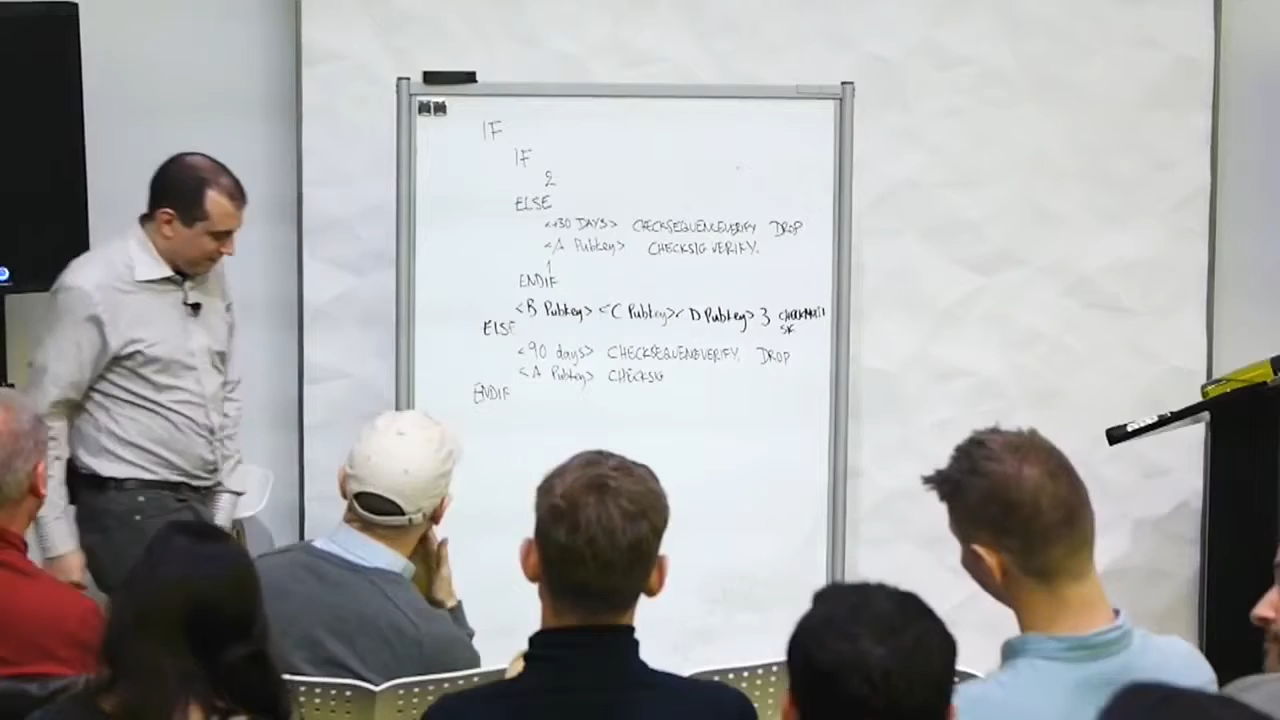 IF
IF
2
ELSE
<+30 DAYS> CHECKSEQUENCEVERIFY DROP
<A Pubkey> CHECKSIG VERIFY.
1
ENDIF
<B Pubkey> <C Pubkey> <D Pubkey> 3 CHECKMULTISIG
ELSE
<90 days> CHECKSEQUENCEVERIFY DROP
<A Pubkey> CHECKSIG
ENDIF